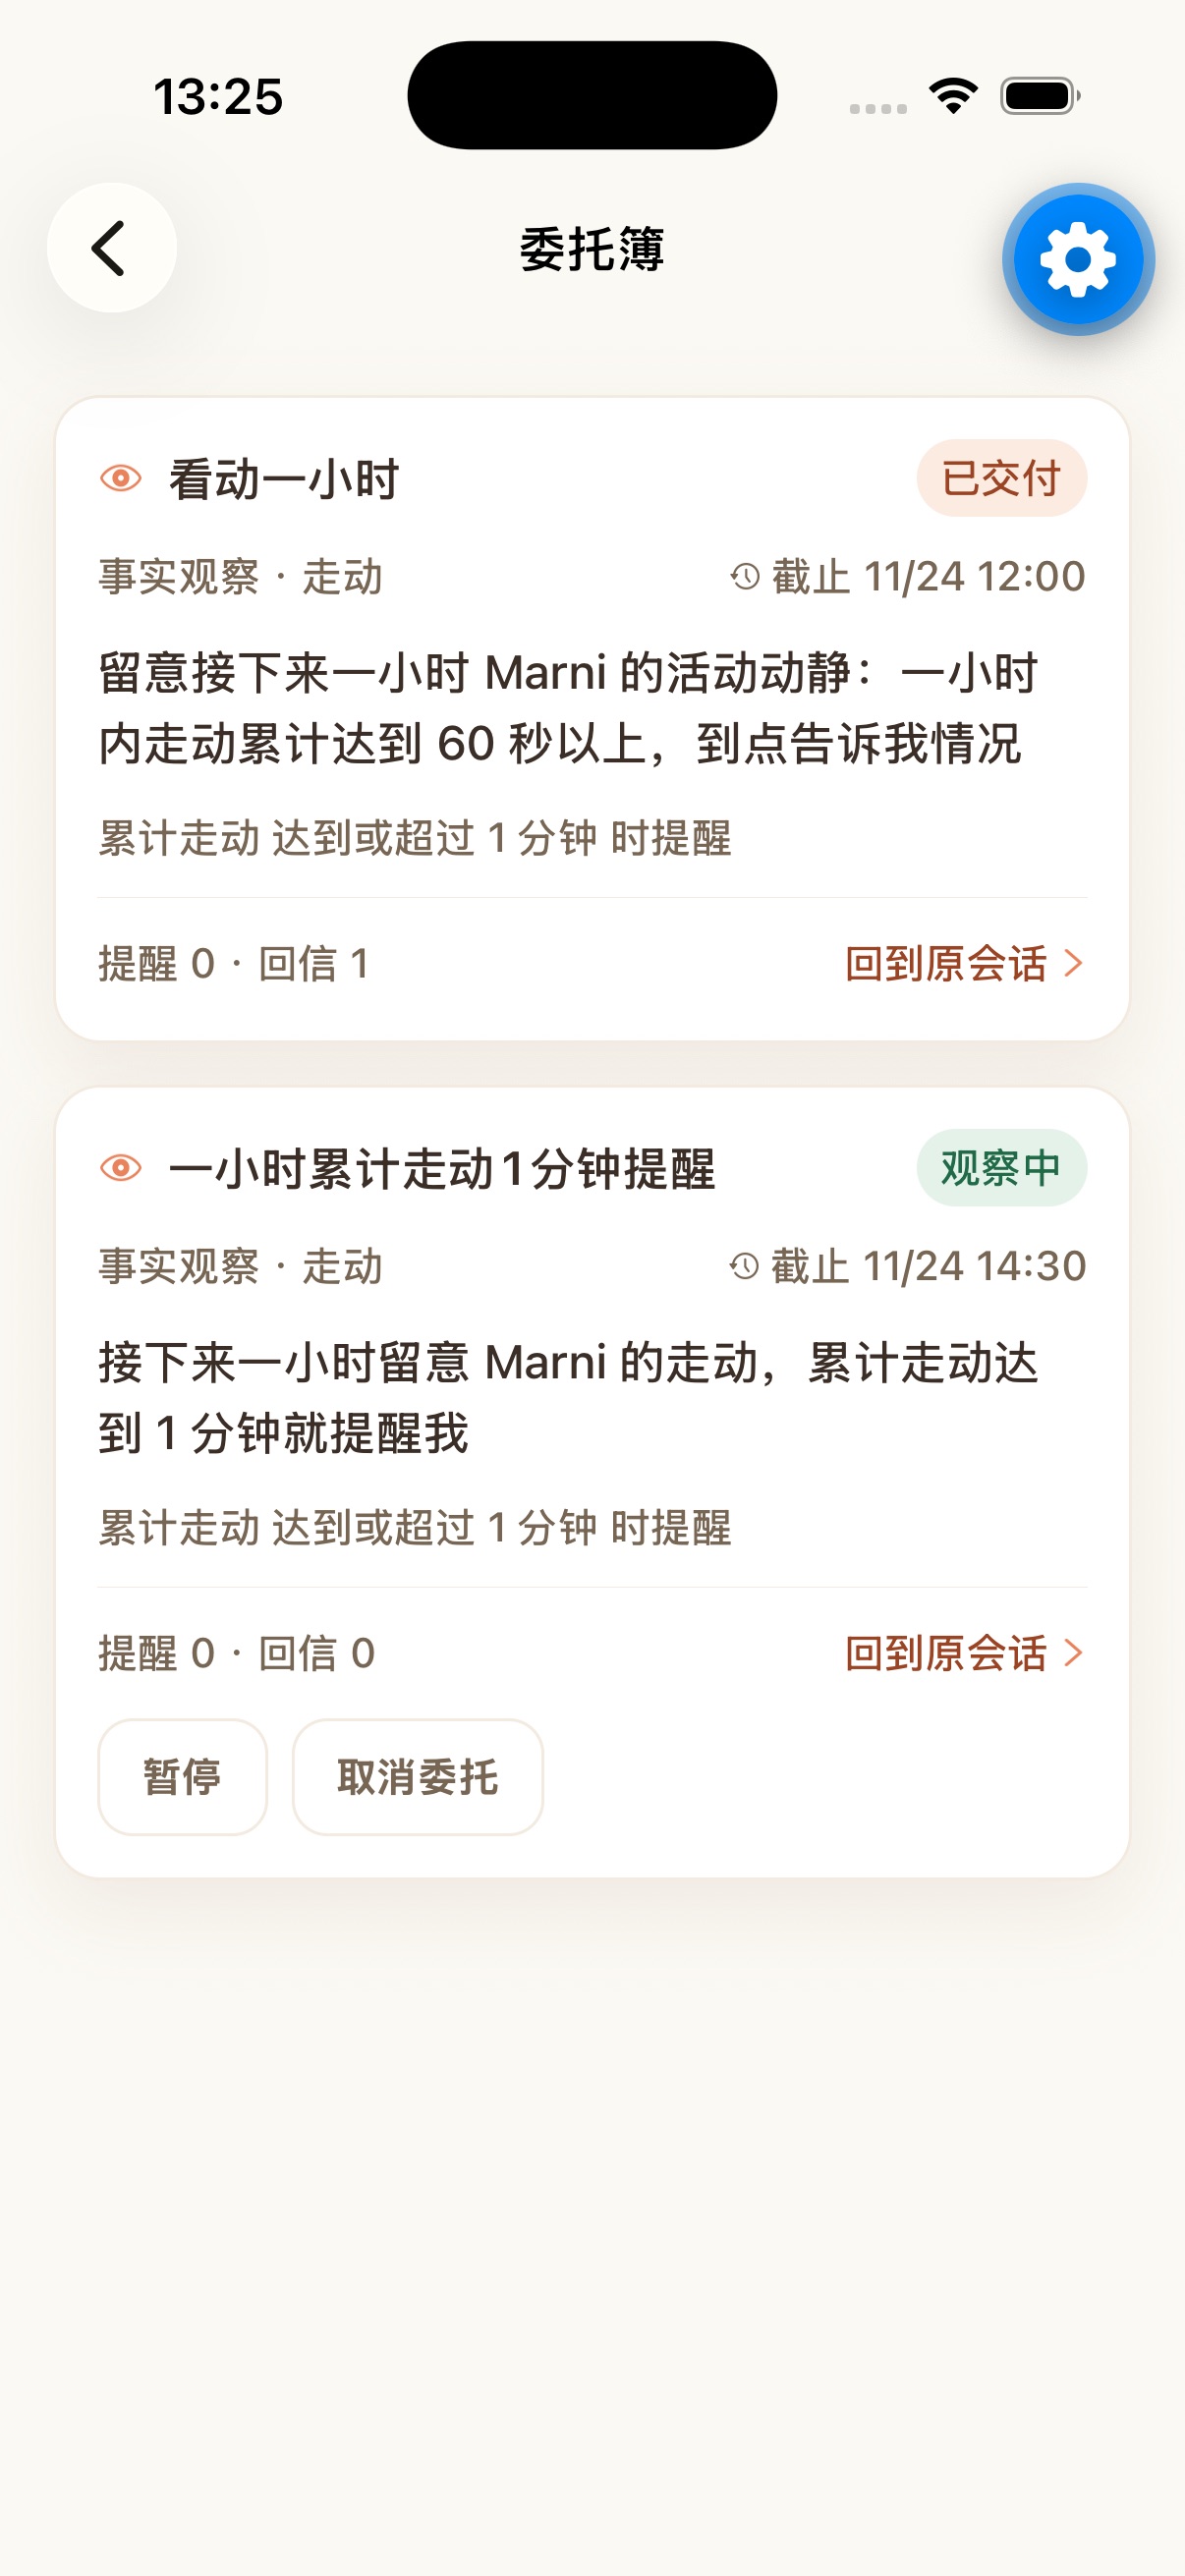 13:25
委托簿
看动一小时
已交付
事实观察 · 走动
截止 11/24 12:00
留意接下来一小时 Marni 的活动动静：一小时
内走动累计达到 60 秒以上，到点告诉我情况
累计走动 达到或超过 1 分钟 时提醒
提醒 0 · 回信 1
回到原会话
一小时累计走动1分钟提醒
观察中
事实观察 · 走动
截止 11/24 14:30
接下来一小时留意 Marni 的走动，累计走动达
到 1 分钟就提醒我
累计走动 达到或超过 1 分钟 时提醒
提醒 0 · 回信 0
回到原会话
暂停
取消委托